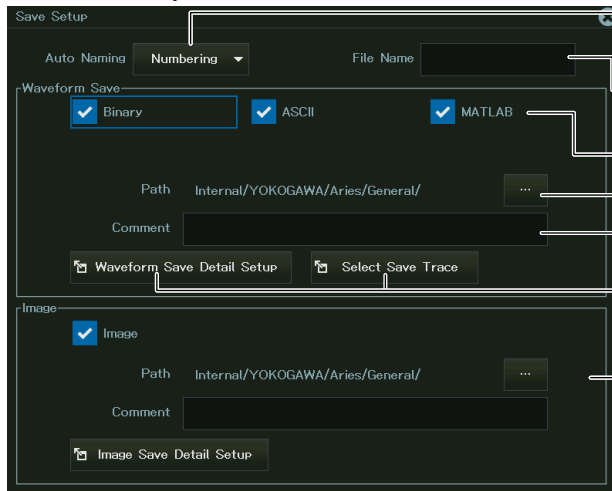 Save Setup
Auto Naming Numbering File Name
Waveform Save
Binary ASCII MATLAB
Path Internal/YOKOGAWA/Aries/General/ ...
Comment
Waveform Save Detail Setup Select Save Trace
Image
Image
Path Internal/YOKOGAWA/Aries/General/ ...
Comment
Image Save Detail Setup